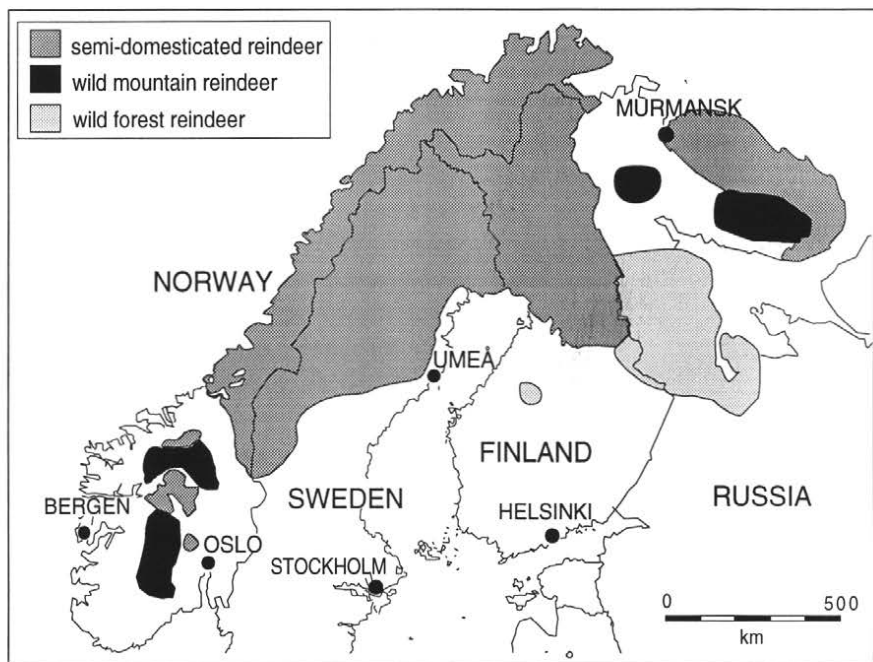 semi-domesticated reindeer
wild mountain reindeer
wild forest reindeer
MURMANSK
NORWAY
UMEÅ
FINLAND
BERGEN
SWEDEN
RUSSIA
HELSINKI
OSLO
STOCKHOLM
0 500
km